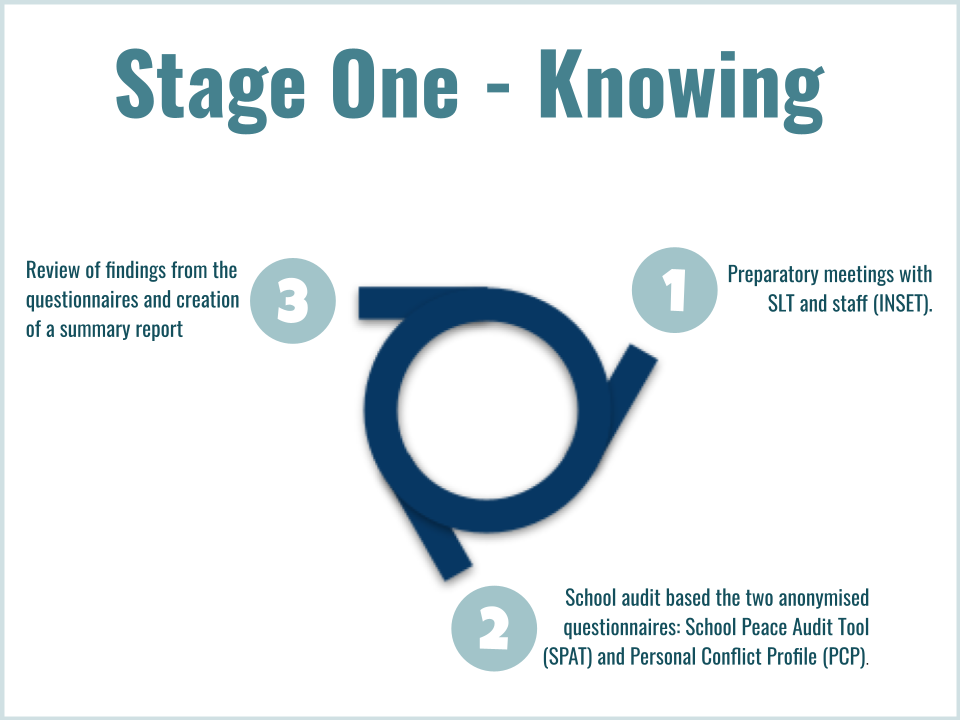 Stage One - Knowing
1
Preparatory meetings with
SLT and staff (INSET).
2
School audit based the two anonymised
questionnaires: School Peace Audit Tool
(SPAT) and Personal Conflict Profile (PCP).
3
Review of findings from the
questionnaires and creation
of a summary report